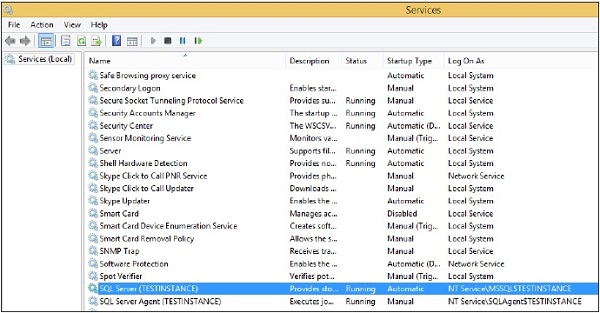 Services
File Action View Help
Services (Local)
Name Description Status Startup Type Log On As
Safe Browsing proxy service Automatic Local System
Secondary Logon Enables star... Manual Local System
Secure Socket Tunneling Protocol Service Provides su... Running Manual Local Service
Security Accounts Manager The startup ... Running Automatic Local System
Security Center The WSCSV... Running Automatic (D... Local Service
Sensor Monitoring Service Monitors va... Manual (Trig... Local Service
Server Supports fil... Running Automatic Local System
Shell Hardware Detection Provides no... Running Automatic Local System
Skype Click to Call PNR Service Provides ph... Manual Network Service
Skype Click to Call Updater Downloads ... Manual Local System
Skype Updater Enables the ... Automatic Local System
Smart Card Manages ac... Disabled Local Service
Smart Card Device Enumeration Service Creates soft... Manual (Trig... Local System
Smart Card Removal Policy Allows the s... Manual Local System
SNMP Trap Receives tra... Manual Local Service
Software Protection Enables the ... Automatic (D... Network Service
Spot Verifier Verifies pot... Manual (Trig... Local System
SQL Server (TESTINSTANCE) Provides sto... Running Automatic NT Service\MSSQL$TESTINSTANCE
SQL Server Agent (TESTINSTANCE) Executes jo... Running Manual NT Service\SQLAgent$TESTINSTANCE